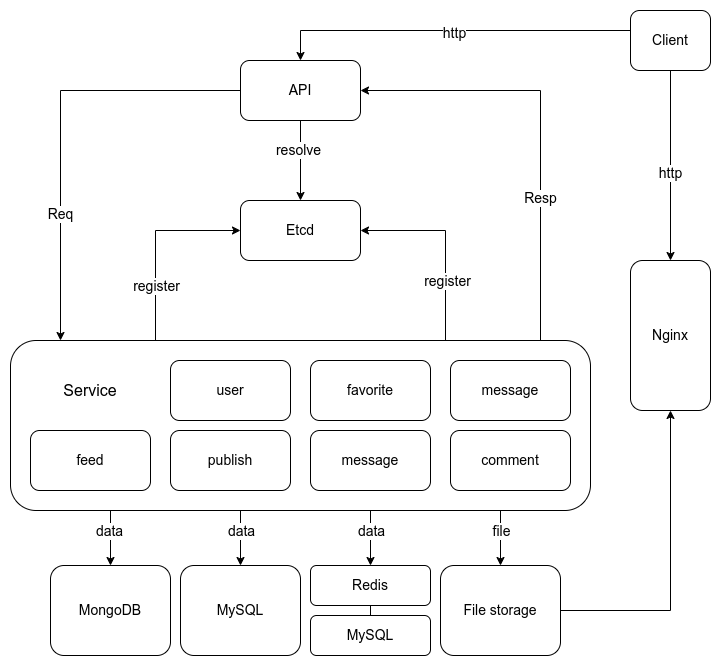 http
Client
API
resolve
http
Req
Resp
Etcd
register
register
Nginx
Service
user
favorite
message
feed
publish
message
comment
data
data
data
file
MongoDB
MySQL
Redis
MySQL
File storage